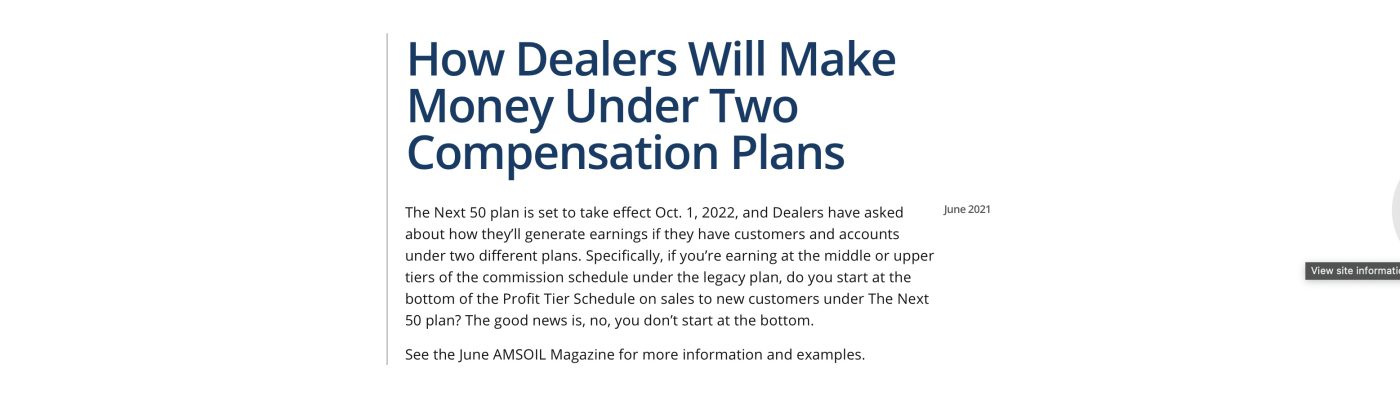 How Dealers Will Make
Money Under Two
Compensation Plans
The Next 50 plan is set to take effect Oct. 1, 2022, and Dealers have asked
about how they’ll generate earnings if they have customers and accounts
under two different plans. Specifically, if you’re earning at the middle or upper
tiers of the commission schedule under the legacy plan, do you start at the
bottom of the Profit Tier Schedule on sales to new customers under The Next
50 plan? The good news is, no, you don’t start at the bottom.
See the June AMSOIL Magazine for more information and examples.
June 2021
View site informati